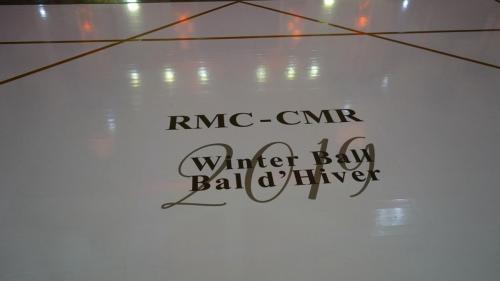 RMC-CMR
Winter Ball
2019
Bal d'Hiver